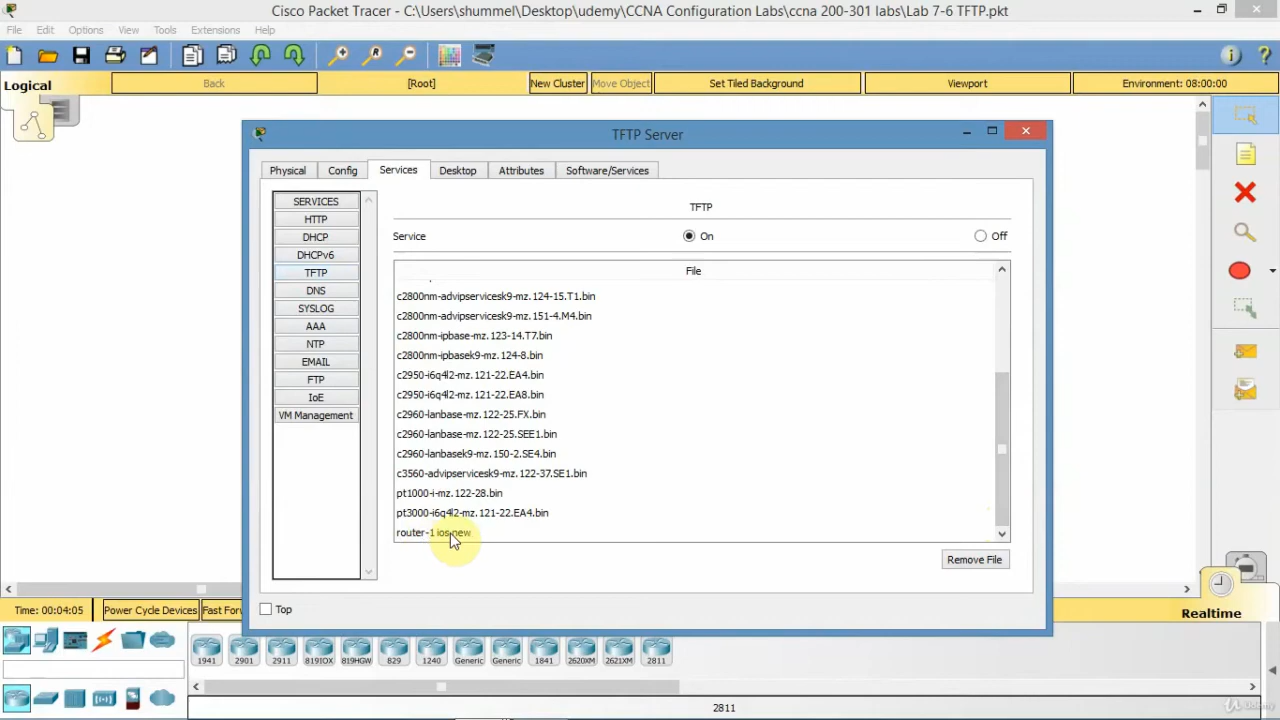 Cisco Packet Tracer - C:\Users\shummel\Desktop\udemy\CCNA Configuration Labs\ccna 200-301 labs\Lab 7-6 TFTP.pkt
File Edit Options View Tools Extensions Help
Logical Back [Root] New Cluster Move Object Set Tiled Background Viewport Environment: 08:00:00
TFTP Server
Physical Config Services Desktop Attributes Software/Services
SERVICES
HTTP
DHCP
DHCPv6
TFTP
DNS
SYSLOG
AAA
NTP
EMAIL
FTP
IoE
VM Management
TFTP
Service On Off
File
c2800nm-advipservicesk9-mz.124-15.T1.bin
c2800nm-advipservicesk9-mz.151-4.M4.bin
c2800nm-ipbase-mz.123-14.T7.bin
c2800nm-ipbasek9-mz.124-8.bin
c2950-i6q4l2-mz.121-22.EA4.bin
c2950-i6q4l2-mz.121-22.EA8.bin
c2960-lanbase-mz.122-25.FX.bin
c2960-lanbase-mz.122-25.SEE1.bin
c2960-lanbasek9-mz.150-2.SE4.bin
c3560-advipservicesk9-mz.122-37.SE1.bin
pt1000-i-mz.122-28.bin
pt3000-i6q4l2-mz.121-22.EA4.bin
router-1 ios new
Remove File
Top
Time: 00:04:05 Power Cycle Devices Fast For
Realtime
1941 2901 2911 819IOX 819HGW 829 1240 Generic Generic 1841 2620XM 2621XM 2811
2811
Udemy